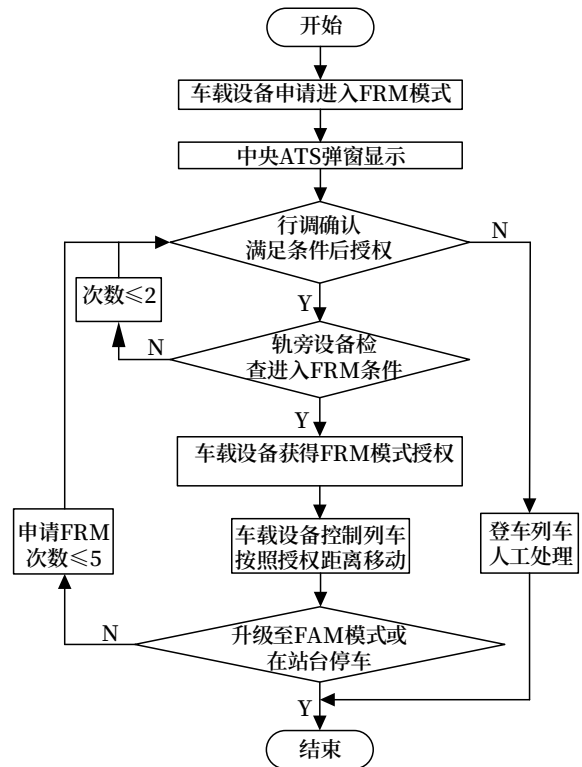 开始
车载设备申请进入FRM模式
中央ATS弹窗显示
行调确认
满足条件后授权
N
次数≤2
Y
N
轨旁设备检
查进入FRM条件
Y
车载设备获得FRM模式授权
申请FRM
次数≤5
车载设备控制列车
按照授权距离移动
登车列车
人工处理
N
升级至FAM模式或
在站台停车
Y
结束